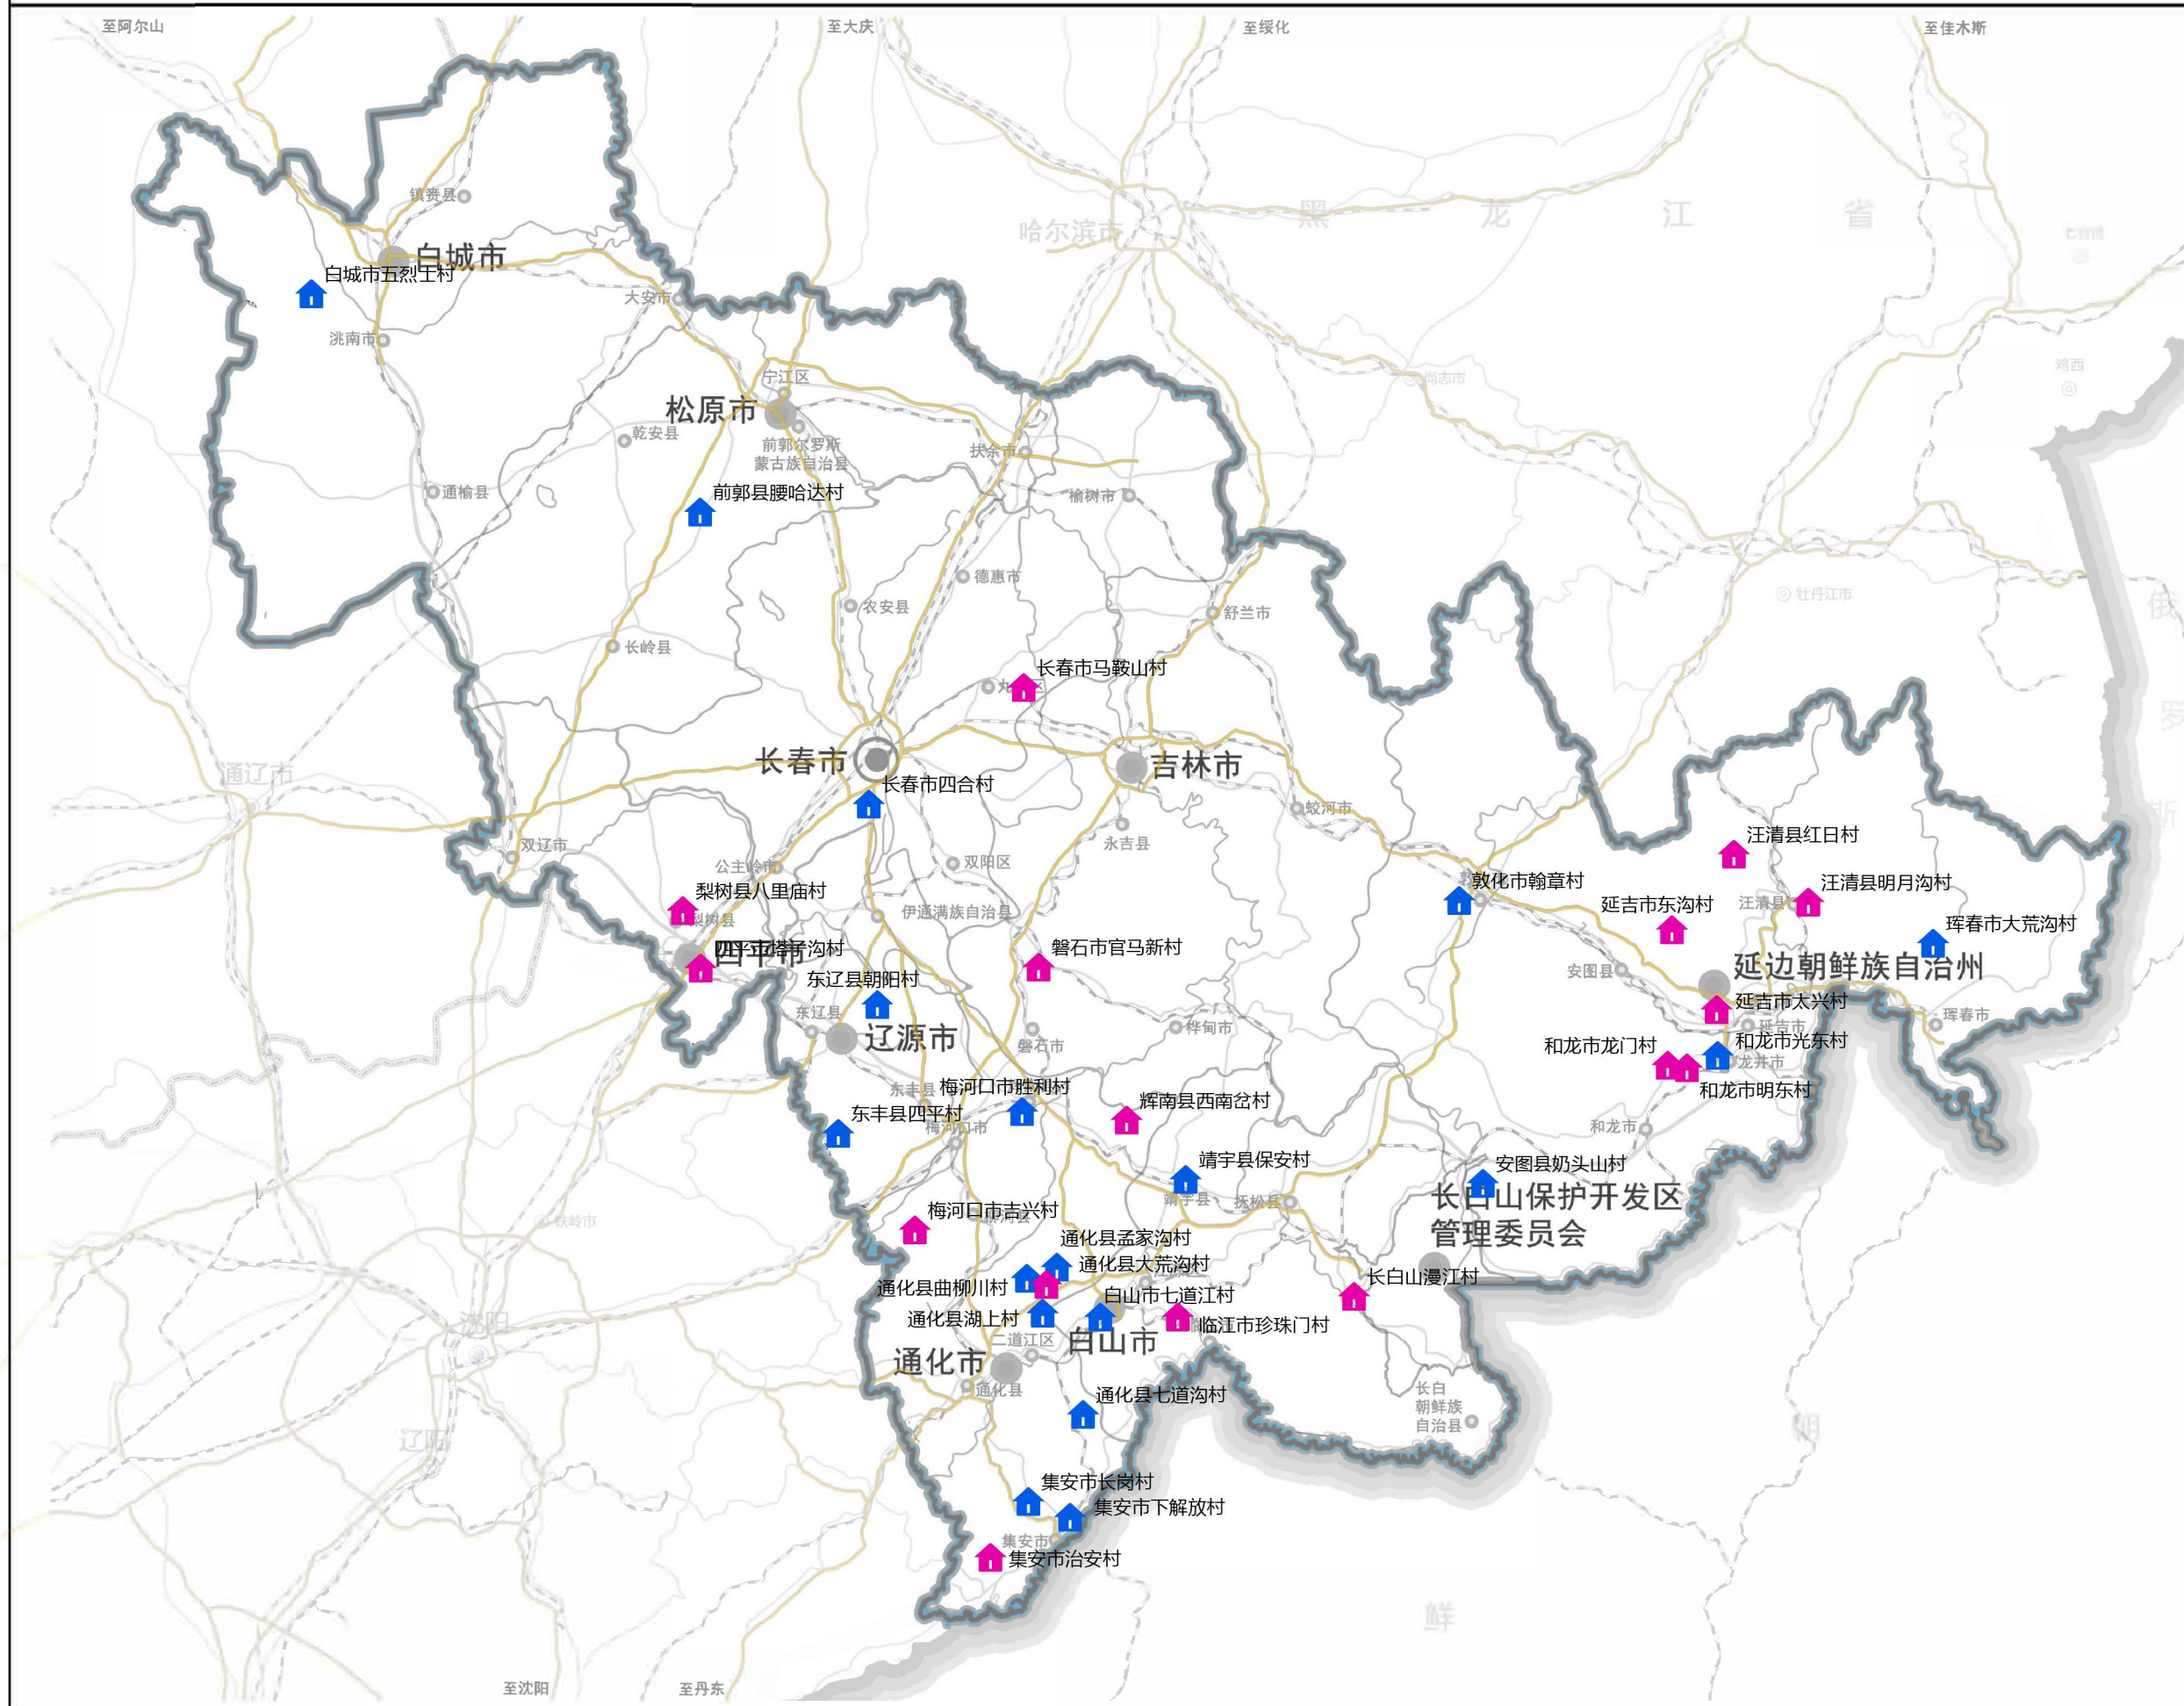 至阿尔山
至大庆
至绥化
至佳木斯
镇赉县
哈尔滨市
黑 龙 江 省
白城市
白城市五烈士村
大安市
洮南市
鸡西
宁江区
尚志市
松原市
乾安县
前郭尔罗斯
蒙古族自治县
扶余市
通榆县
前郭县腰哈达村
榆树市
德惠市
牡丹江市
农安县
舒兰市
俄
罗
斯
长岭县
长春市马鞍山村
长春市
吉林市
通辽市
长春市四合村
蛟河市
双辽市
永吉县
汪清县红日村
公主岭市
双阳区
梨树县八里庙村
敦化市翰章村
汪清县明月沟村
延吉市东沟村
汪清县
梨树县
伊通满族自治县
珲春市大荒沟村
四平市
磐石市官马新村
延边朝鲜族自治州
东辽县朝阳村
安图县
延吉市太兴村
东辽县
辽源市
桦甸市
珲春市
延吉市
磐石市
和龙市龙门村
和龙市光东村
龙井市
东丰县
梅河口市胜利村
和龙市明东村
东丰县四平村
辉南县西南岔村
梅河口市
和龙市
靖宇县保安村
安图县奶头山村
靖宇县
抚松县
长白山保护开发区
管理委员会
铁岭市
梅河口市吉兴村
通化县孟家沟村
通化县大荒沟村
通化县曲柳川村
长白山漫江村
白山市七道江村
通化县湖上村
临江市珍珠门村
沈阳
二道江区
白山市
通化市
通化县
通化县七道沟村
长白
朝鲜族
自治县
辽阳
朝
集安市长岗村
集安市下解放村
集安市
集安市治安村
鲜
至沈阳
至丹东